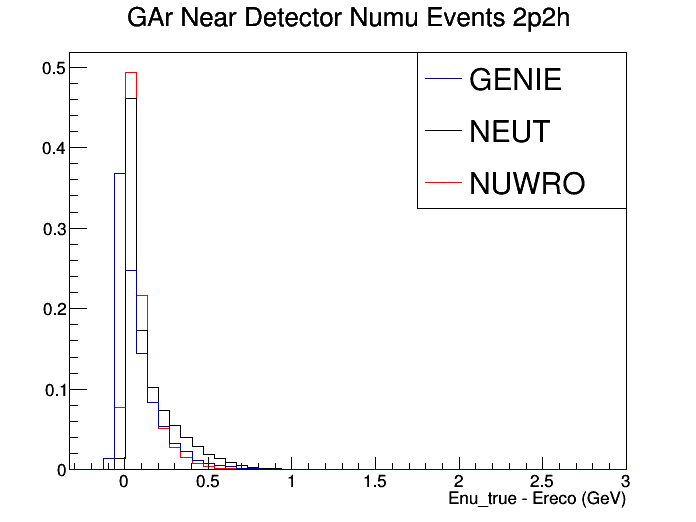 GAr Near Detector Numu Events 2p2h
GENIE
NEUT
NUWRO
0.5
0.4
0.3
0.2
0.1
0
0 0.5 1 1.5 2 2.5 3
Enu_true - Ereco (GeV)